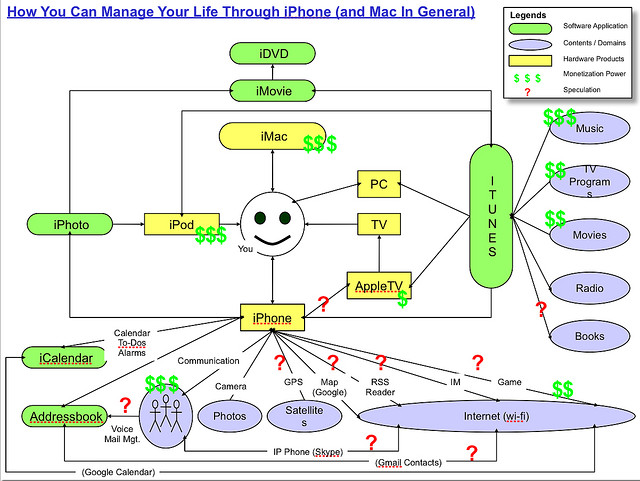 How You Can Manage Your Life Through iPhone (and Mac In General)
Legends
Software Application
Contents / Domains
Hardware Products
$ $ $
Monetization Power
?
Speculation
iDVD
iMovie
iMac
$$$
$$$
Music
PC
I
T
U
N
E
S
$$
TV
Program
s
iPhoto
iPod
$$$
You
TV
$$
Movies
AppleTV
$
Radio
?
iPhone
?
Books
Calendar
To-Dos
Alarms
iCalendar
Communication
?
?
?
?
GPS
Map
(Google)
RSS
Reader
IM
Game
$$$
Camera
$$
Addressbook
?
Voice
Mail Mgt.
Photos
Satellite
s
Internet (wi-fi)
?
IP Phone (Skype)
?
(Gmail Contacts)
(Google Calendar)